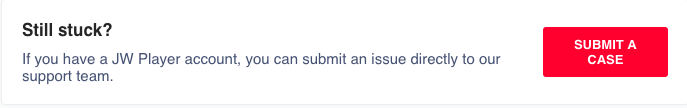 Still stuck?
If you have a JW Player account, you can submit an issue directly to our
support team.
SUBMIT A
CASE